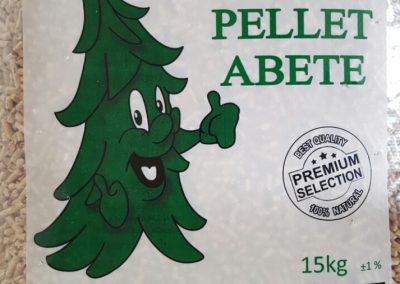 PELLET
ABETE
BEST QUALITY
PREMIUM
SELECTION
100% NATURAL
15kg ±1 %